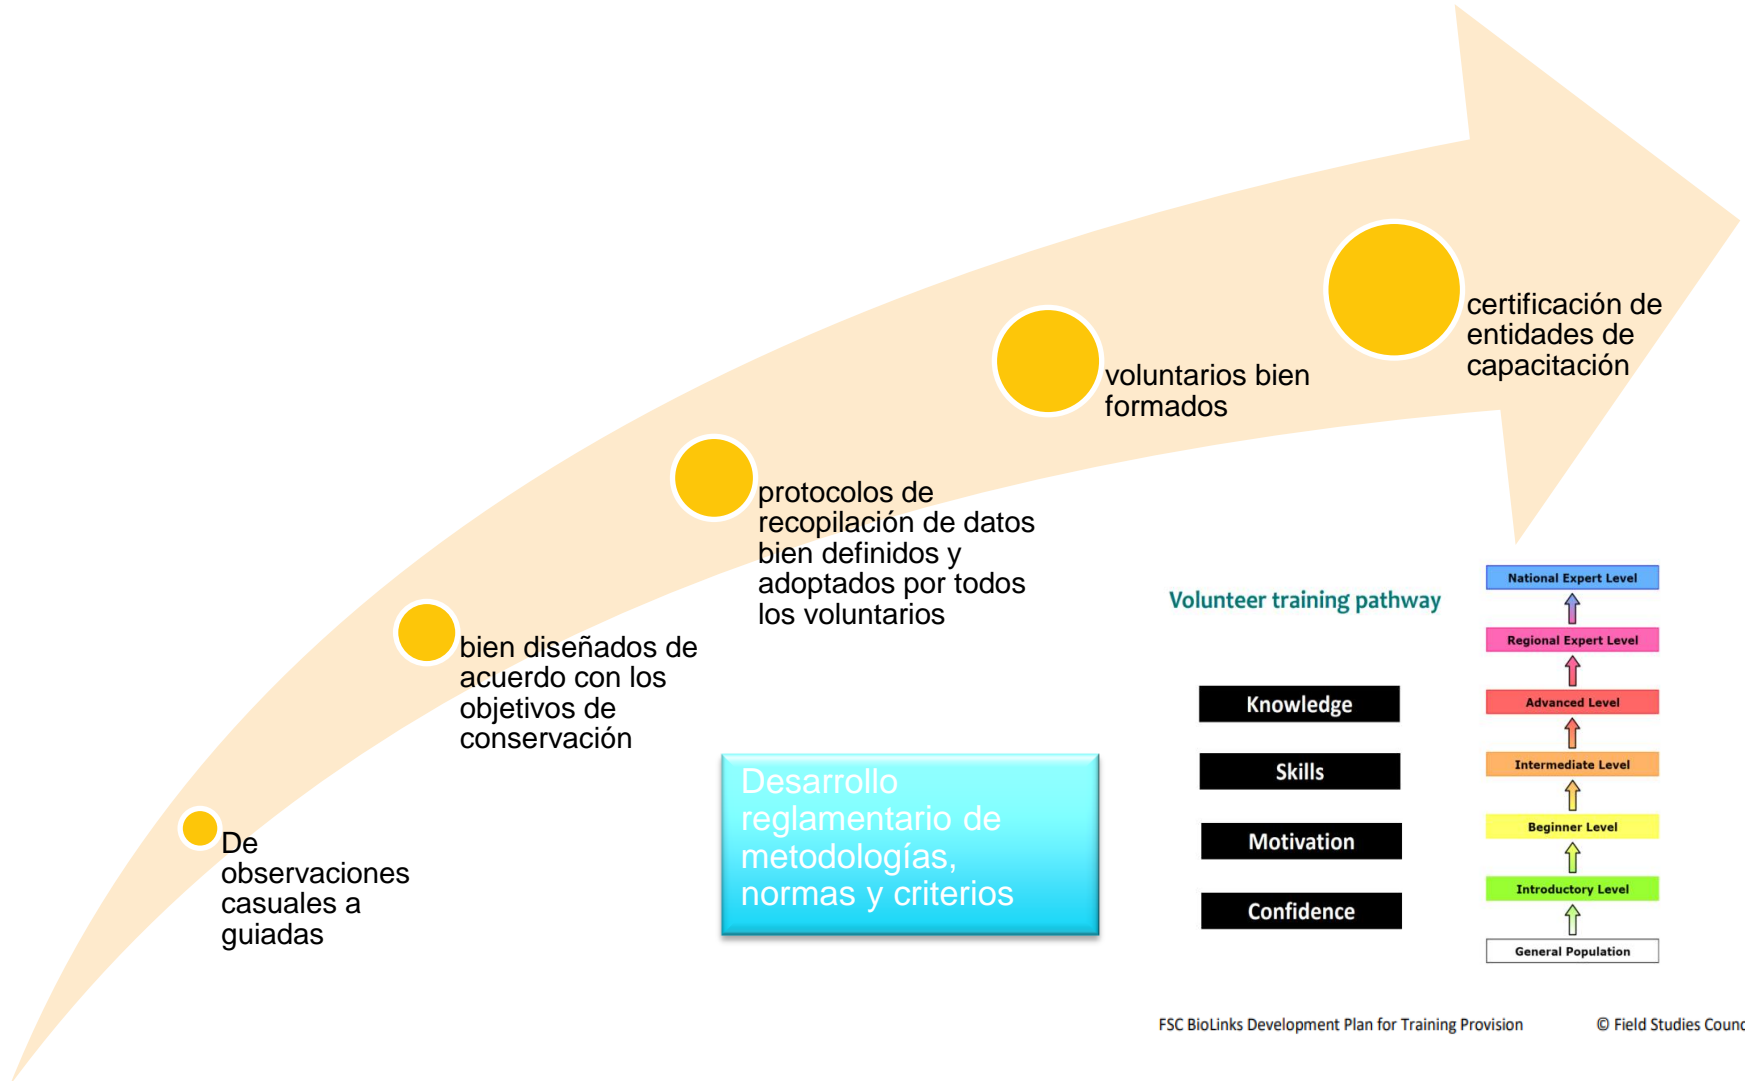 De
observaciones
casuales a
guiadas
bien diseñados de
acuerdo con los
objetivos de
conservación
protocolos de
recopilación de datos
bien definidos y
adoptados por todos
los voluntarios
voluntarios bien
formados
certificación de
entidades de
capacitación
Desarrollo
reglamentario de
metodologías,
normas y criterios
Volunteer training pathway
Knowledge
Skills
Motivation
Confidence
National Expert Level
Regional Expert Level
Advanced Level
Intermediate Level
Beginner Level
Introductory Level
General Population
FSC BioLinks Development Plan for Training Provision
© Field Studies Counc